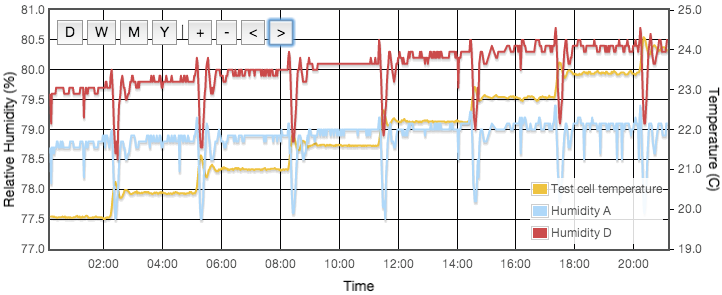 81.0
80.5
80.0
79.5
79.0
78.5
78.0
77.5
77.0
Relative Humidity (%)
D W M Y | + - < >
25.0
24.0
23.0
22.0
21.0
20.0
19.0
Temperature (C)
Test cell temperature
Humidity A
Humidity D
02:00 04:00 06:00 08:00 10:00 12:00 14:00 16:00 18:00 20:00
Time